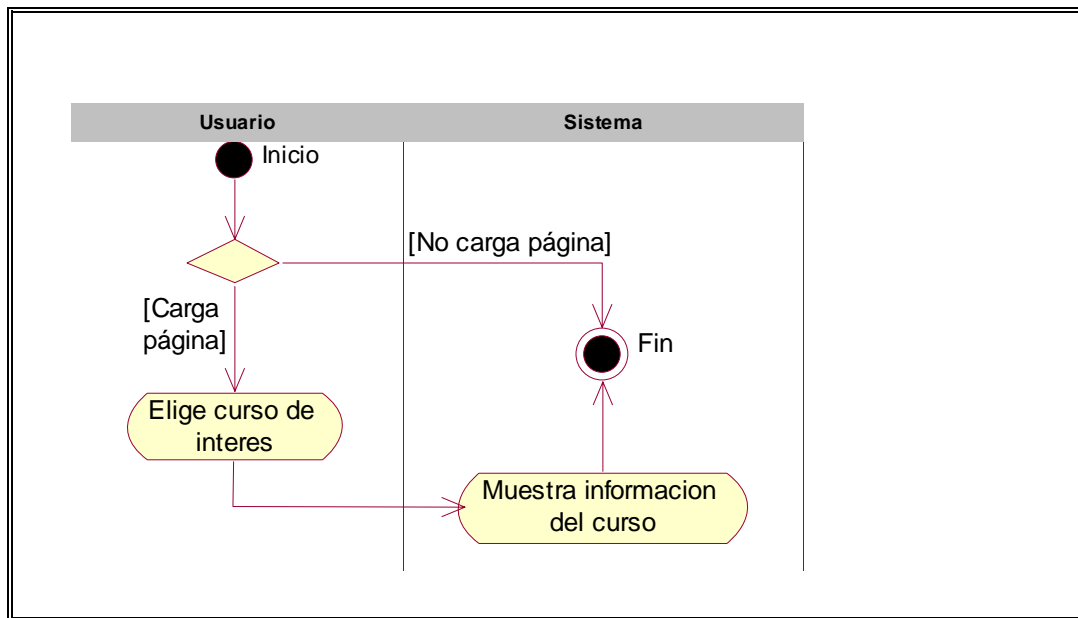 Usuario
Sistema
Inicio
[No carga página]
[Carga
página]
Fin
Elige curso de
interes
Muestra informacion
del curso